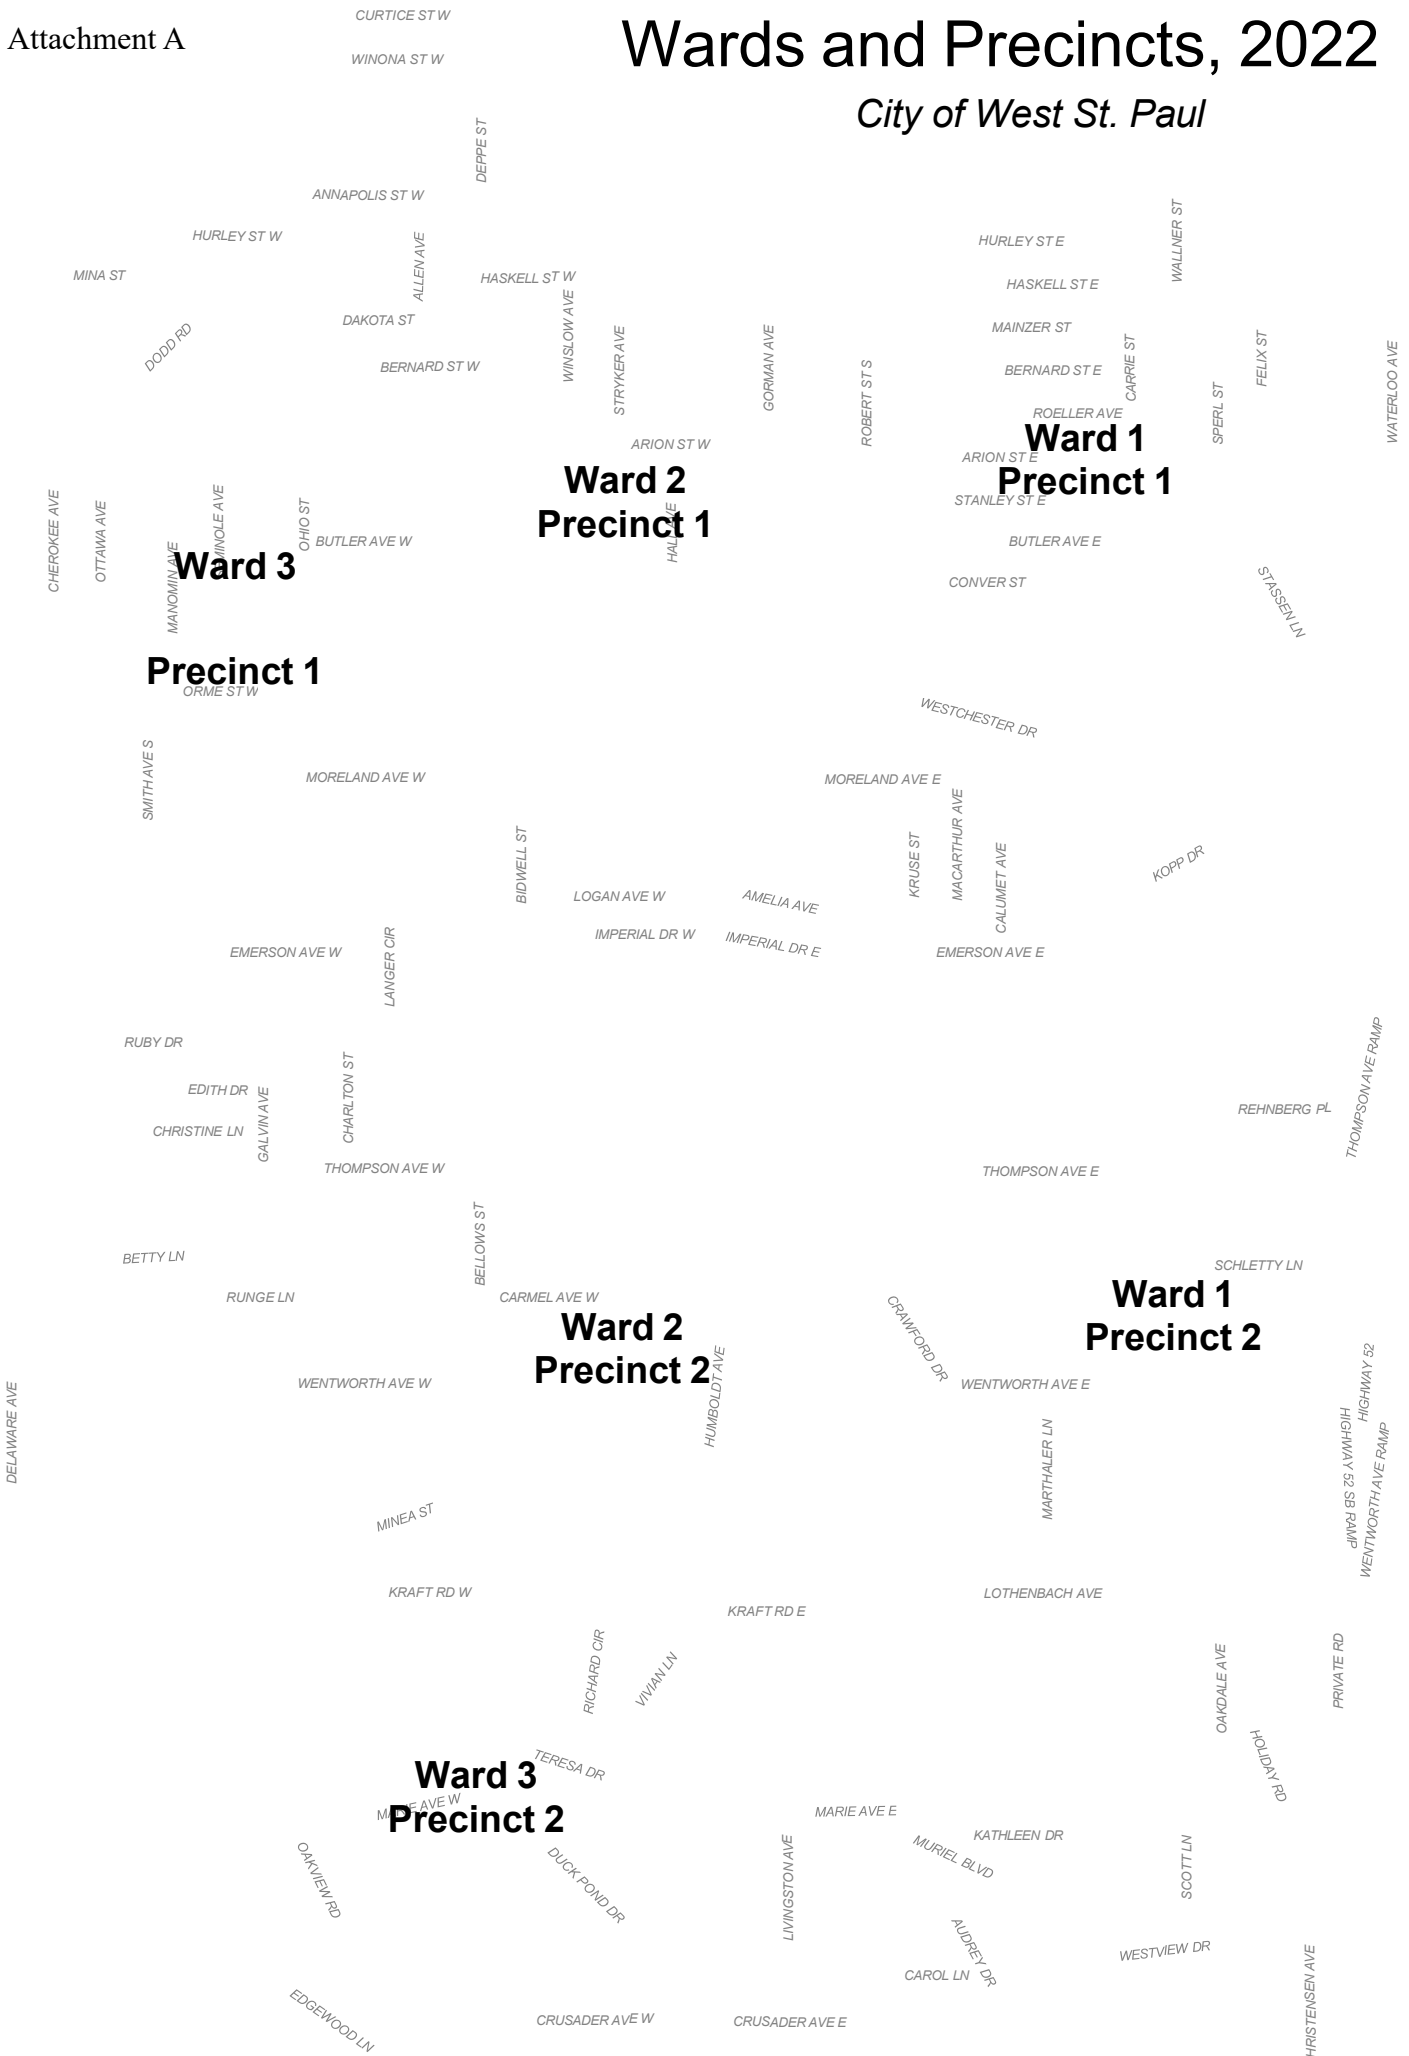 Attachment A
Wards and Precincts, 2022
City of West St. Paul
CURTICE ST W
WINONA ST W
DEPPE ST
ANNAPOLIS ST W
HURLEY ST W
ALLEN AVE
MINA ST
HASKELL ST W
DAKOTA ST
DODD RD
BERNARD ST W
WINSLOW AVE
STRYKER AVE
GORMAN AVE
ROBERT ST S
HURLEY ST E
WALLNER ST
HASKELL ST E
MAINZER ST
CARRIE ST
FELIX ST
WATERLOO AVE
BERNARD ST E
SPERL ST
ROELLER AVE
Ward 1
ARION ST E
Precinct 1
STANLEY ST E
ARION ST W
Ward 2
Precinct 1
HALL AVE
BUTLER AVE E
CONVER ST
STASSEN LN
CHEROKEE AVE
OTTAWA AVE
MANOMIN AVE
MINOLE AVE
OHIO ST
BUTLER AVE W
Ward 3
Precinct 1
ORME ST W
SMITH AVE S
MORELAND AVE W
WESTCHESTER DR
MORELAND AVE E
BIDWELL ST
KRUSE ST
MACARTHUR AVE
CALUMET AVE
KOPP DR
LOGAN AVE W
AMELIA AVE
IMPERIAL DR W
IMPERIAL DR E
EMERSON AVE W
LANGER CIR
EMERSON AVE E
RUBY DR
EDITH DR
CHRISTINE LN
GALVIN AVE
CHARLTON ST
THOMPSON AVE RAMP
REHNBERG PL
THOMPSON AVE W
THOMPSON AVE E
BELLOWS ST
BETTY LN
RUNGE LN
CARMEL AVE W
SCHLETTY LN
Ward 2
Precinct 2
CRAWFORD DR
Ward 1
Precinct 2
HUMBOLDT AVE
WENTWORTH AVE W
WENTWORTH AVE E
DELAWARE AVE
MARTHALER LN
HIGHWAY 52
HIGHWAY 52 SB RAMP
WENTWORTH AVE RAMP
MINEA ST
KRAFT RD W
KRAFT RD E
LOTHENBACH AVE
RICHARD CIR
VIVIAN LN
OAKDALE AVE
PRIVATE RD
HOLIDAY RD
TERESA DR
Ward 3
MARIE AVE W
Precinct 2
MARIE AVE E
KATHLEEN DR
MURIEL BLVD
SCOTT LN
OAKVIEW RD
DUCK POND DR
LIVINGSTON AVE
AUDREY DR
WESTVIEW DR
CAROL LN
HRISTENSEN AVE
EDGEWOOD LN
CRUSADER AVE W
CRUSADER AVE E